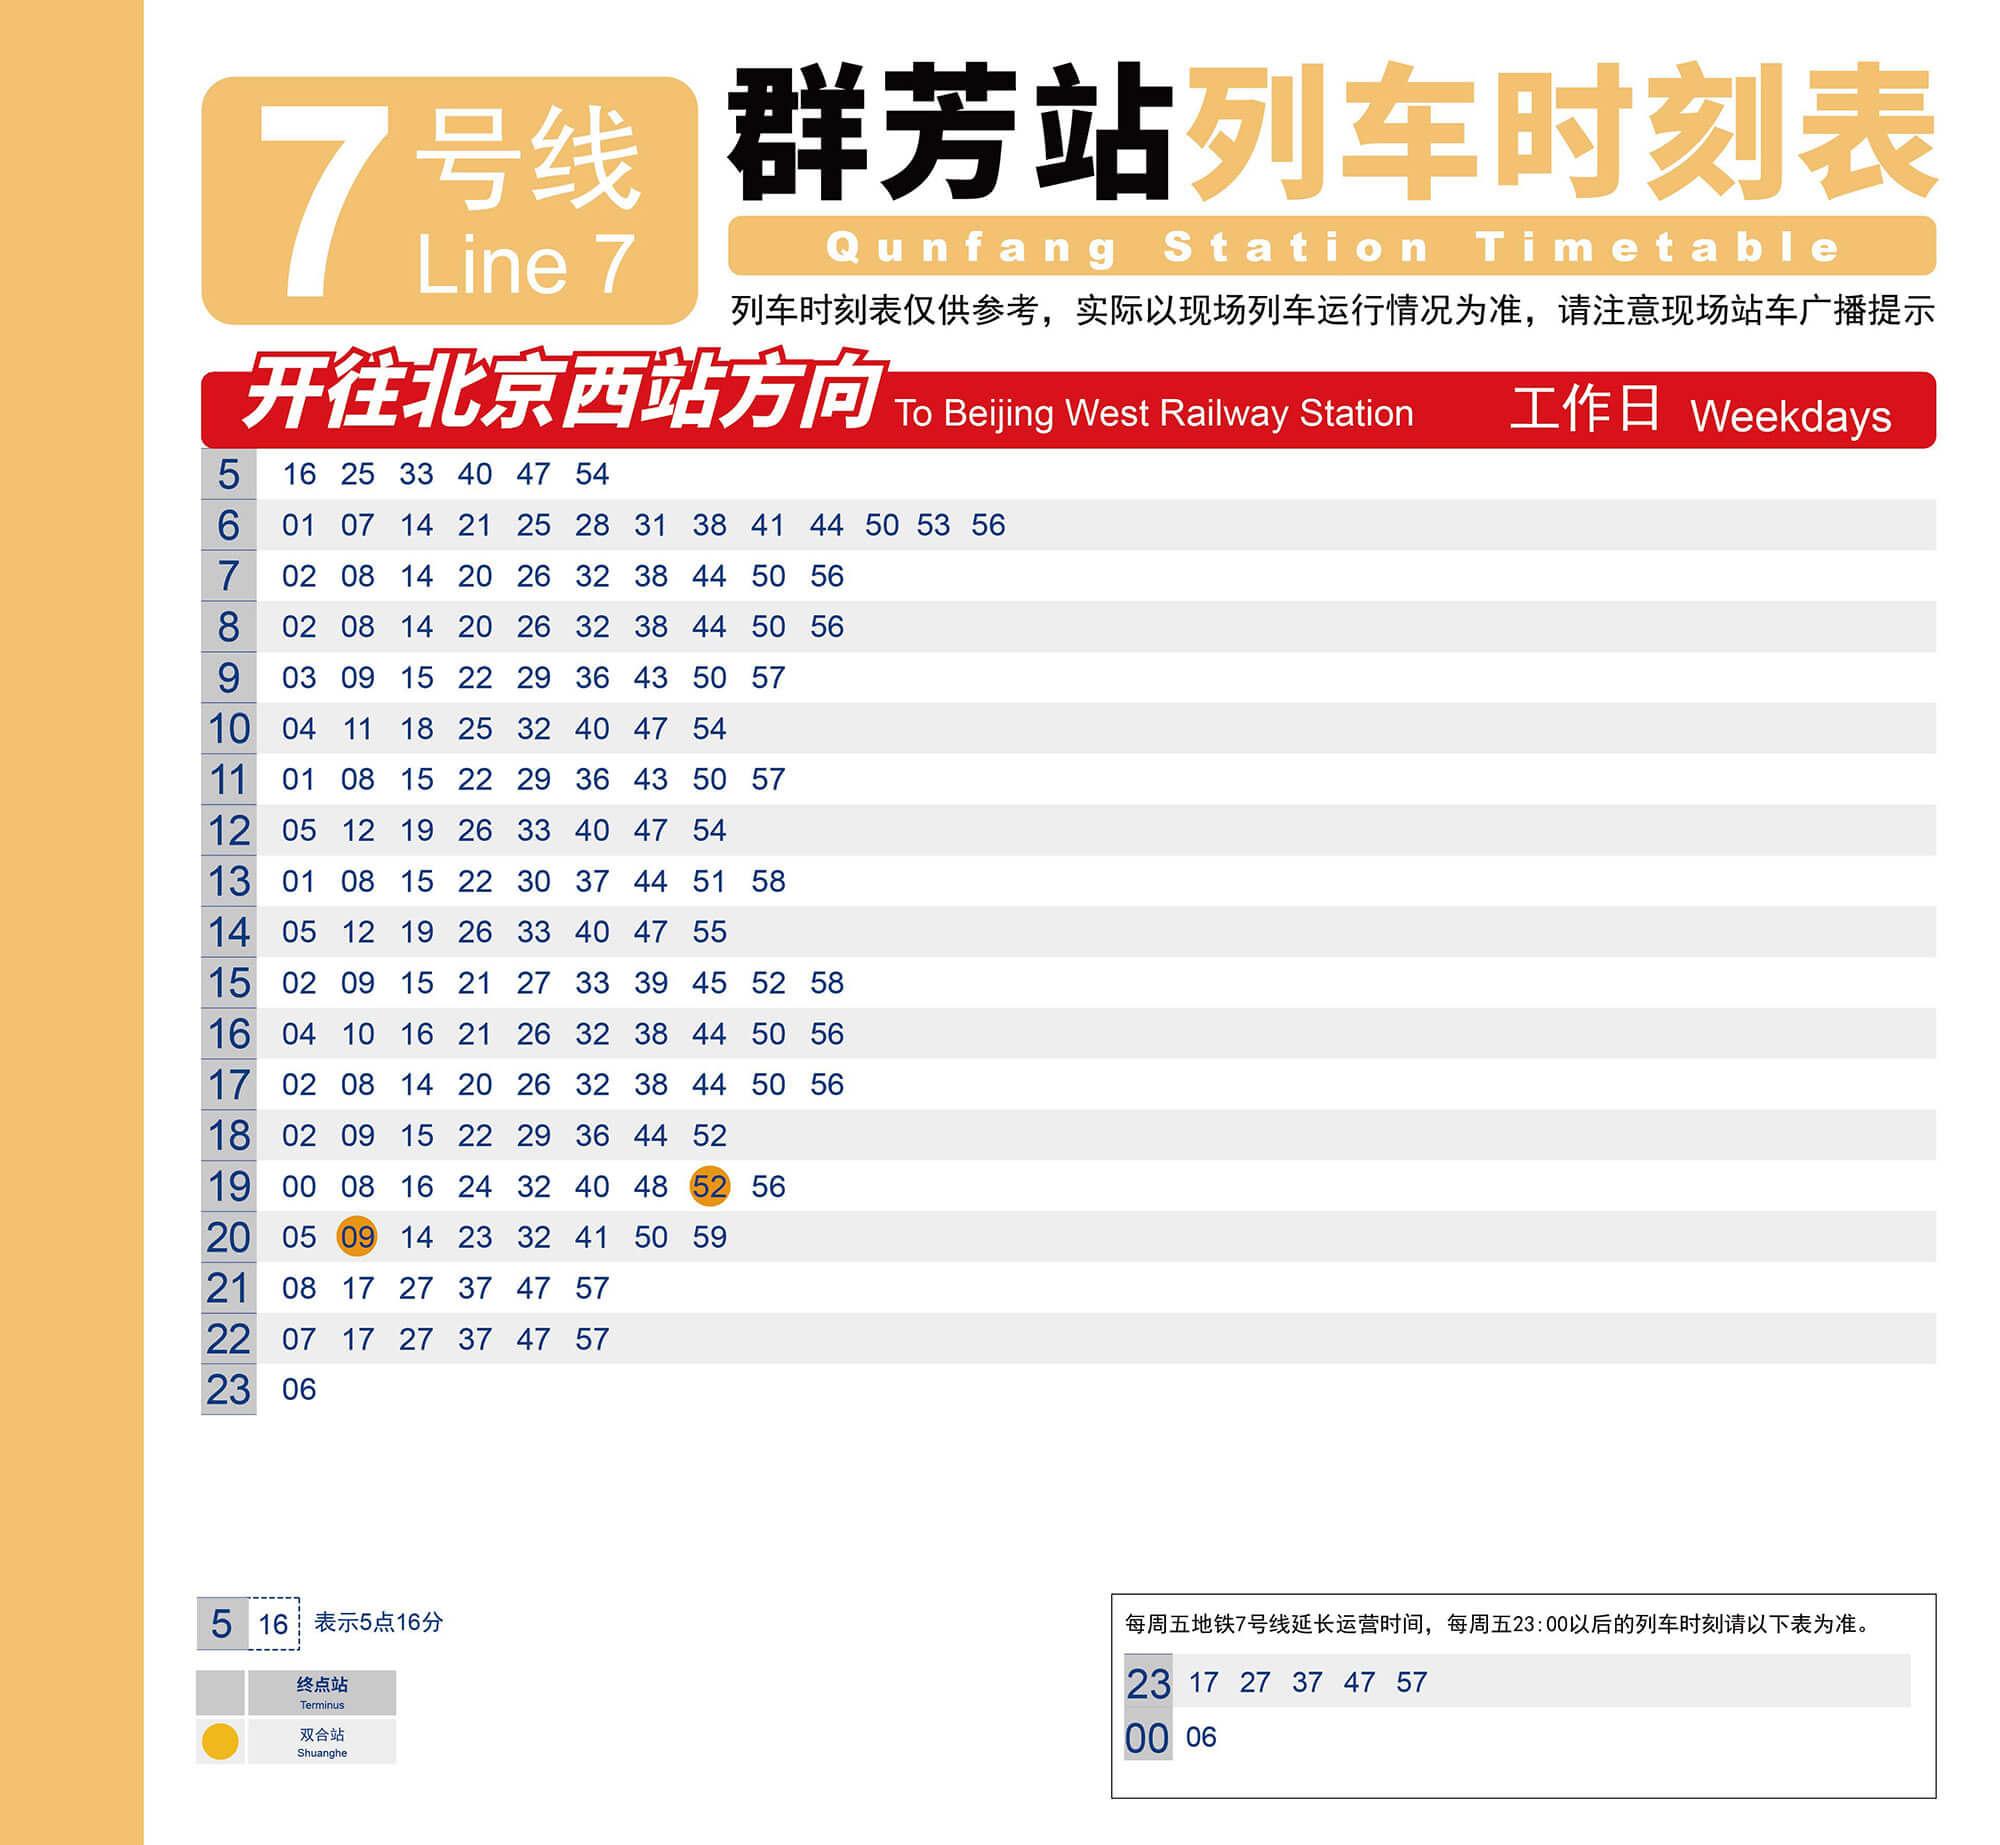 7号线
Line 7
群芳站列车时刻表
Qunfang Station Timetable
列车时刻表仅供参考，实际以现场列车运行情况为准，请注意现场站车广播提示
开往北京西站方向 To Beijing West Railway Station 工作日 Weekdays
5 16 25 33 40 47 54
6 01 07 14 21 25 28 31 38 41 44 50 53 56
7 02 08 14 20 26 32 38 44 50 56
8 02 08 14 20 26 32 38 44 50 56
9 03 09 15 22 29 36 43 50 57
10 04 11 18 25 32 40 47 54
11 01 08 15 22 29 36 43 50 57
12 05 12 19 26 33 40 47 54
13 01 08 15 22 30 37 44 51 58
14 05 12 19 26 33 40 47 55
15 02 09 15 21 27 33 39 45 52 58
16 04 10 16 21 26 32 38 44 50 56
17 02 08 14 20 26 32 38 44 50 56
18 02 09 15 22 29 36 44 52
19 00 08 16 24 32 40 48 52 56
20 05 09 14 23 32 41 50 59
21 08 17 27 37 47 57
22 07 17 27 37 47 57
23 06
5 16 表示5点16分
终点站
Terminus
双合站
Shuanghe
每周五地铁7号线延长运营时间，每周五23:00以后的列车时刻请以下表为准。
23 17 27 37 47 57
00 06